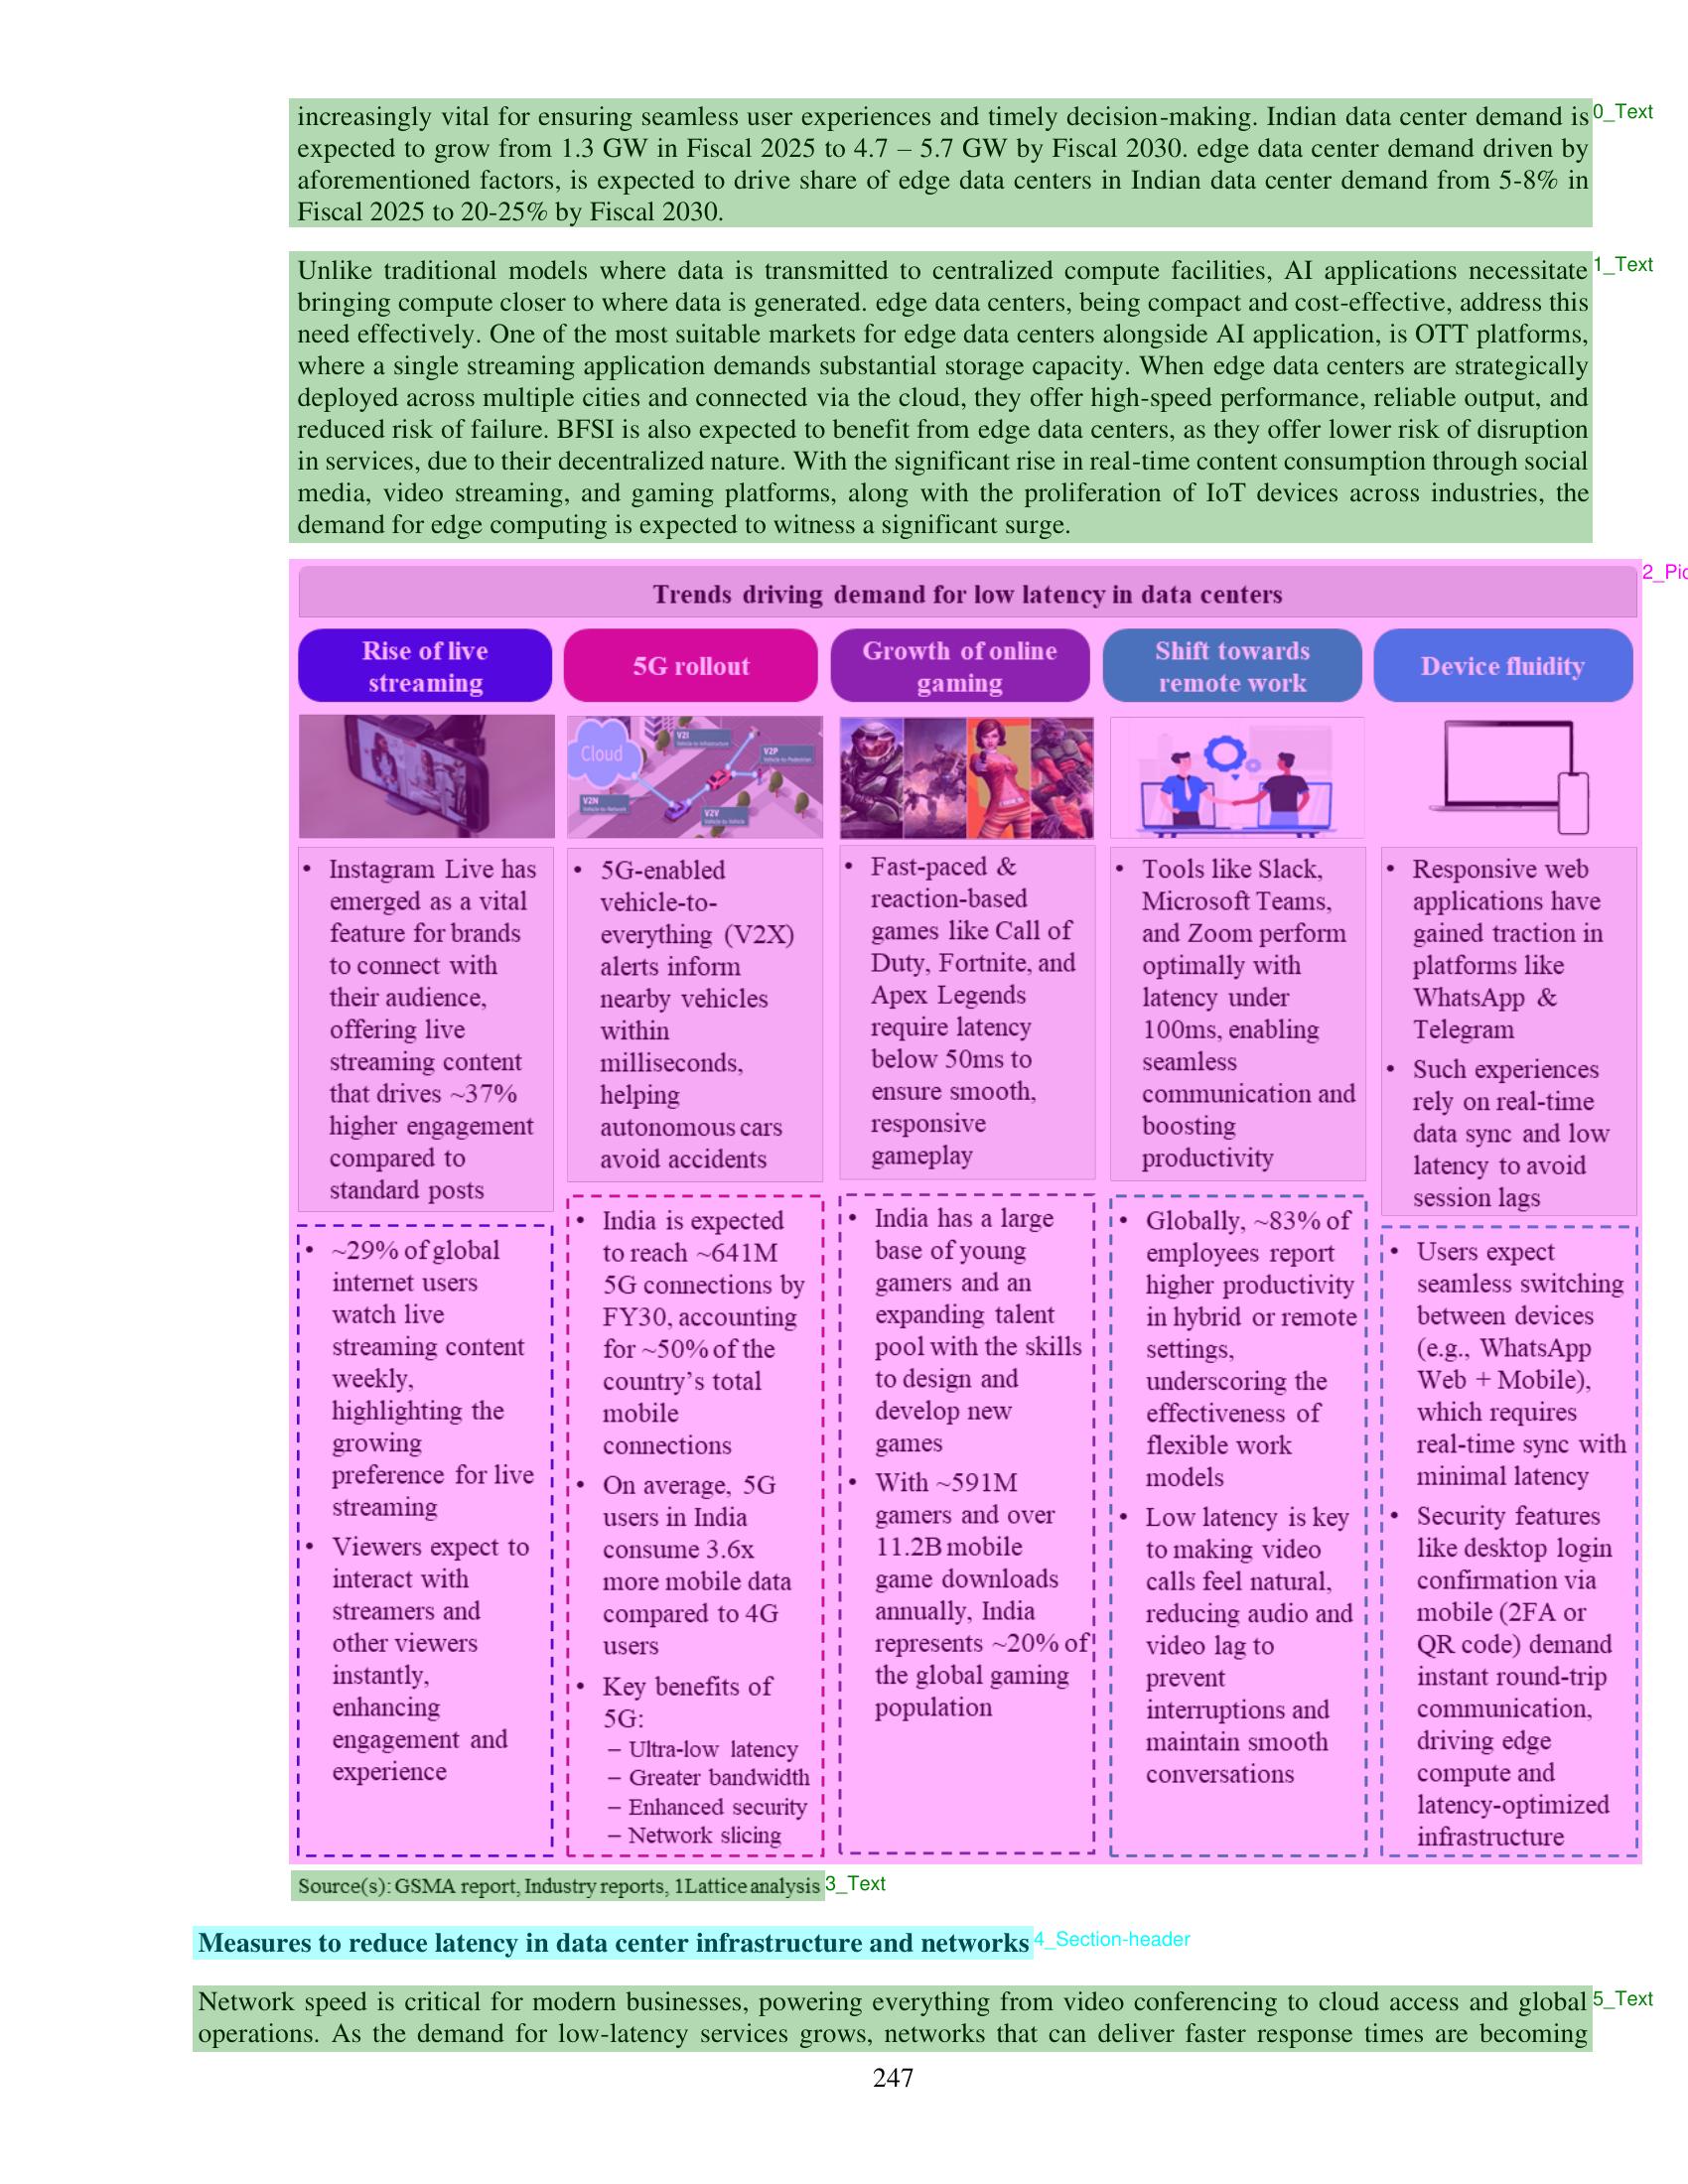 increasingly vital for ensuring seamless user experiences and timely decision-making. Indian data center demand is
expected to grow from 1.3 GW in Fiscal 2025 to 4.7 – 5.7 GW by Fiscal 2030. edge data center demand driven by
aforementioned factors, is expected to drive share of edge data centers in Indian data center demand from 5-8% in
Fiscal 2025 to 20-25% by Fiscal 2030.
0_Text
Unlike traditional models where data is transmitted to centralized compute facilities, AI applications necessitate
bringing compute closer to where data is generated. edge data centers, being compact and cost-effective, address this
need effectively. One of the most suitable markets for edge data centers alongside AI application, is OTT platforms,
where a single streaming application demands substantial storage capacity. When edge data centers are strategically
deployed across multiple cities and connected via the cloud, they offer high-speed performance, reliable output, and
reduced risk of failure. BFSI is also expected to benefit from edge data centers, as they offer lower risk of disruption
in services, due to their decentralized nature. With the significant rise in real-time content consumption through social
media, video streaming, and gaming platforms, along with the proliferation of IoT devices across industries, the
demand for edge computing is expected to witness a significant surge.
1_Text
2_Pic
Trends driving demand for low latency in data centers
Rise of live
streaming
• Instagram Live has
emerged as a vital
feature for brands
to connect with
their audience,
offering live
streaming content
that drives ~37%
higher engagement
compared to
standard posts
• ~29% of global
internet users
watch live
streaming content
weekly,
highlighting the
growing
preference for live
streaming
• Viewers expect to
interact with
streamers and
other viewers
instantly,
enhancing
engagement and
experience
5G rollout
Cloud
V2I
Vehicle to Infrastructure
V2P
Vehicle to Pedestrian
V2N
Vehicle to Network
V2V
Vehicle to Vehicle
• 5G-enabled
vehicle-to-
everything (V2X)
alerts inform
nearby vehicles
within
milliseconds,
helping
autonomous cars
avoid accidents
• India is expected
to reach ~641M
5G connections by
FY30, accounting
for ~50% of the
country's total
mobile
connections
• On average, 5G
users in India
consume 3.6x
more mobile data
compared to 4G
users
• Key benefits of
5G:
– Ultra-low latency
– Greater bandwidth
– Enhanced security
– Network slicing
Growth of online
gaming
• Fast-paced &
reaction-based
games like Call of
Duty, Fortnite, and
Apex Legends
require latency
below 50ms to
ensure smooth,
responsive
gameplay
• India has a large
base of young
gamers and an
expanding talent
pool with the skills
to design and
develop new
games
• With ~591M
gamers and over
11.2B mobile
game downloads
annually, India
represents ~20% of
the global gaming
population
Shift towards
remote work
• Tools like Slack,
Microsoft Teams,
and Zoom perform
optimally with
latency under
100ms, enabling
seamless
communication and
boosting
productivity
• Globally, ~83% of
employees report
higher productivity
in hybrid or remote
settings,
underscoring the
effectiveness of
flexible work
models
• Low latency is key
to making video
calls feel natural,
reducing audio and
video lag to
prevent
interruptions and
maintain smooth
conversations
Device fluidity
• Responsive web
applications have
gained traction in
platforms like
WhatsApp &
Telegram
• Such experiences
rely on real-time
data sync and low
latency to avoid
session lags
• Users expect
seamless switching
between devices
(e.g., WhatsApp
Web + Mobile),
which requires
real-time sync with
minimal latency
• Security features
like desktop login
confirmation via
mobile (2FA or
QR code) demand
instant round-trip
communication,
driving edge
compute and
latency-optimized
infrastructure
Source(s): GSMA report, Industry reports, 1Lattice analysis
3_Text
Measures to reduce latency in data center infrastructure and networks
4_Section-header
Network speed is critical for modern businesses, powering everything from video conferencing to cloud access and global
operations. As the demand for low-latency services grows, networks that can deliver faster response times are becoming
5_Text
247